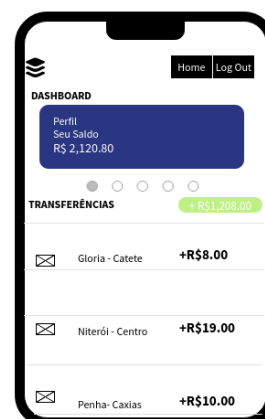 Home Log Out
DASHBOARD
Perfil
Seu Saldo
R$ 2,120.80
TRANSFERÊNCIAS + R$1,208.00
Gloria - Catete +R$8.00
Niterói - Centro +R$19.00
Penha- Caxias +R$10.00